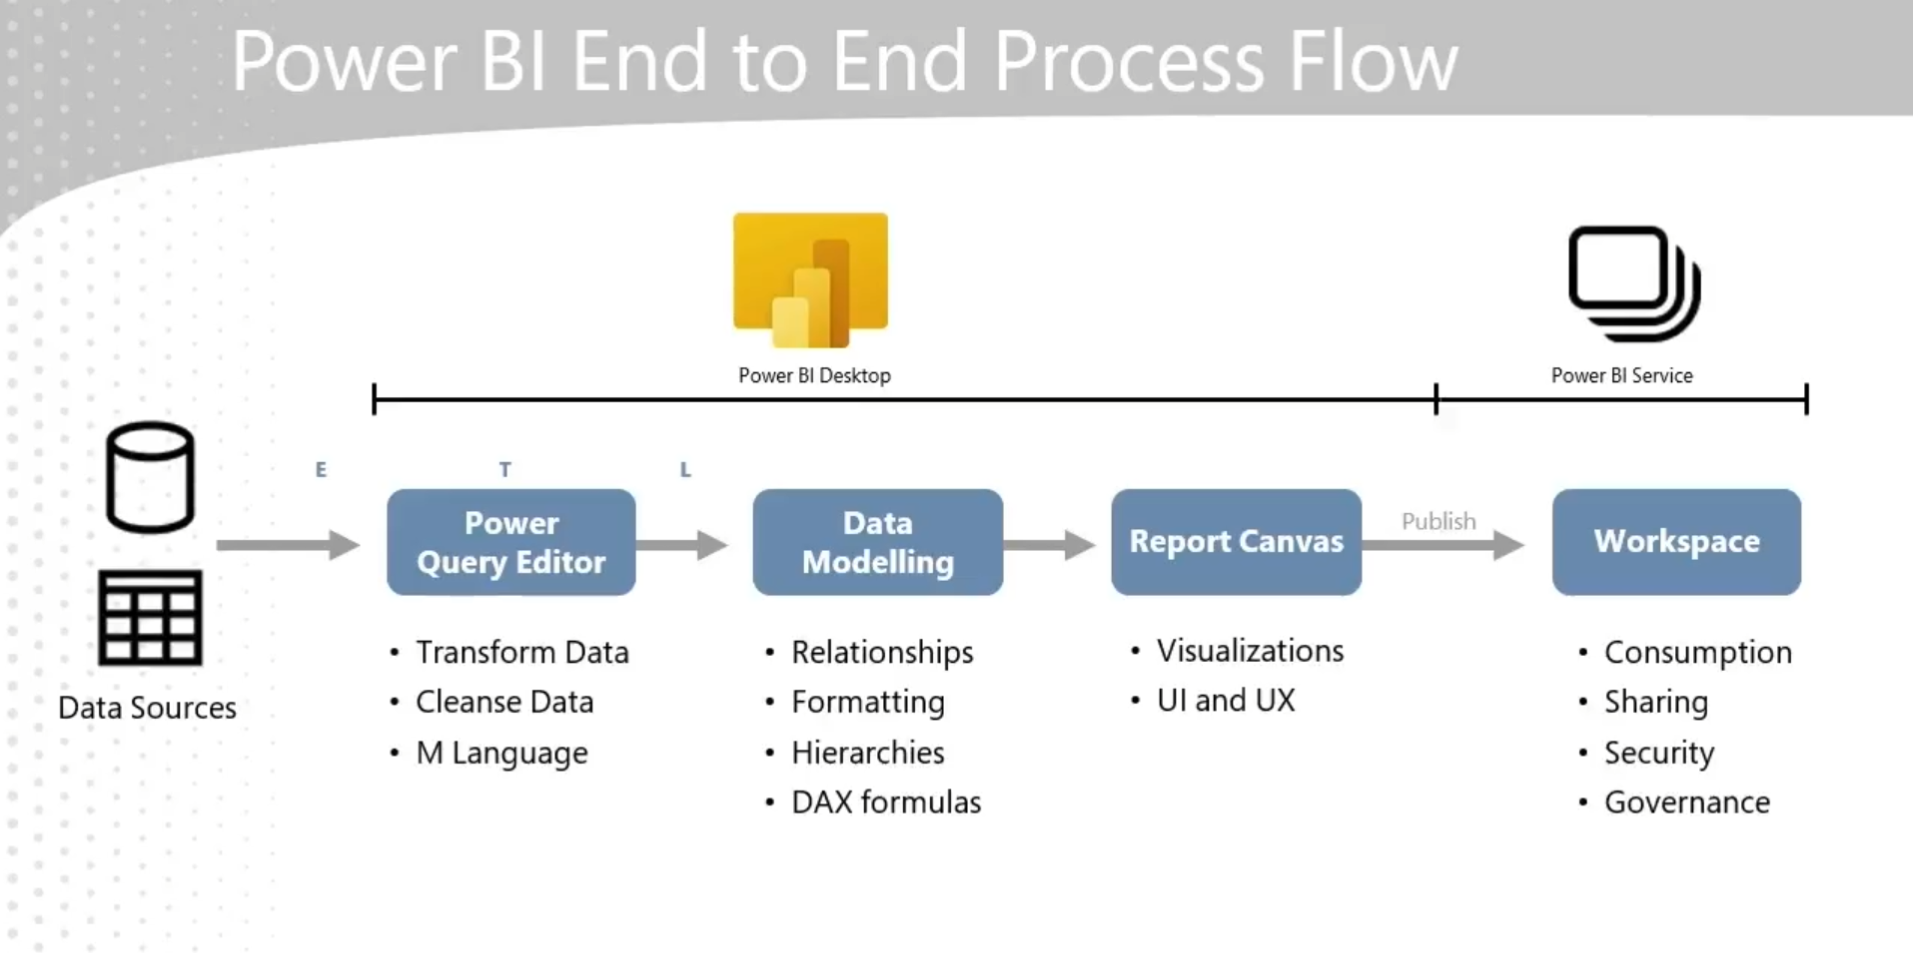 Power BI End to End Process Flow
Power BI Desktop
Power BI Service
E
T
L
Data Sources
Power
Query Editor
• Transform Data
• Cleanse Data
• M Language
Data
Modelling
• Relationships
• Formatting
• Hierarchies
• DAX formulas
Report Canvas
• Visualizations
• UI and UX
Publish
Workspace
• Consumption
• Sharing
• Security
• Governance